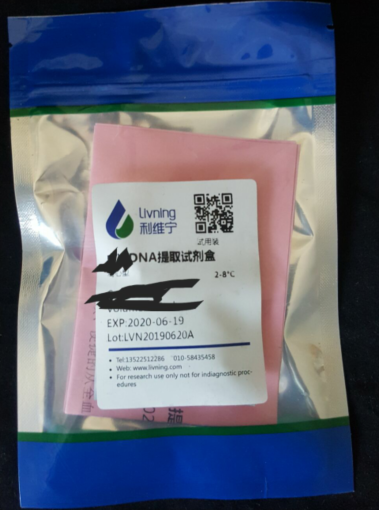 Livning
利维宁
试用装
DNA提取试剂盒
2-8°C
EXP:2020-06-19
Lot:LVN20190620A
Tel:13522512286 010-58435458
Web: www.livning.com
For research use only not for indiagnostic proc-
edures